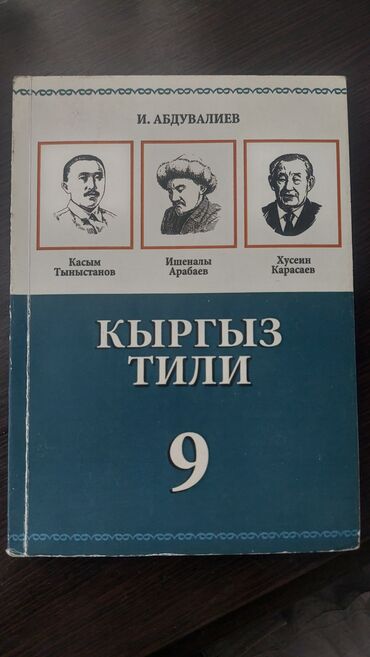 И. АБДУВАЛИЕВ
Касым
Тыныстанов
Ишеналы
Арабаев
Хусеин
Карасаев
КЫРГЫЗ
ТИЛИ
9